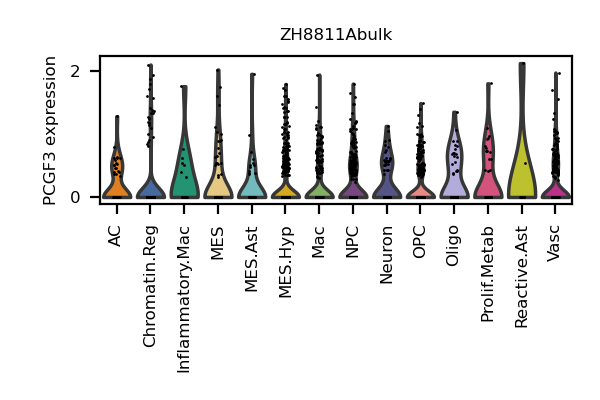 ZH8811Abulk
PCGF3 expression
2
0
AC
Chromatin.Reg
Inflammatory.Mac
MES
MES.Ast
MES.Hyp
Mac
NPC
Neuron
OPC
Oligo
Prolif.Metab
Reactive.Ast
Vasc